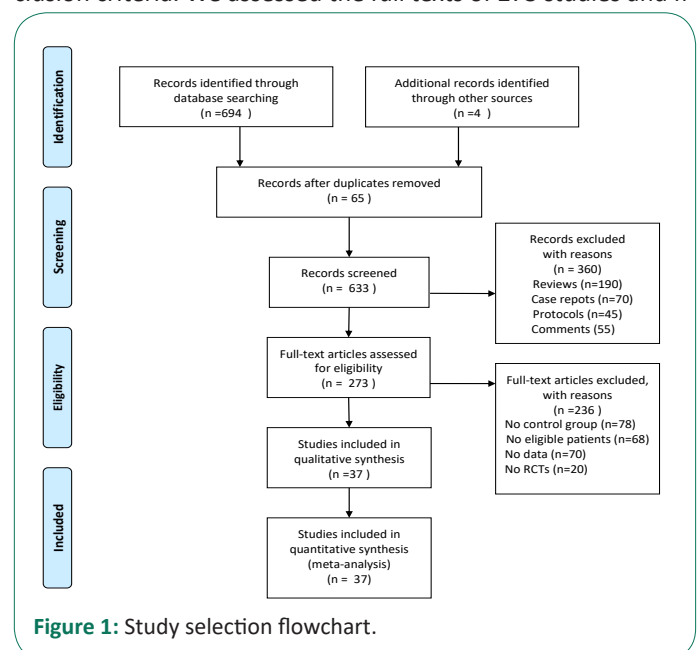 Identification
Records identified through
database searching
(n =694 )
Additional records identified
through other sources
(n =4 )
Records after duplicates removed
(n = 65 )
Screening
Records screened
(n = 633 )
Records excluded
with reasons
(n = 360)
Reviews (n=190)
Case repots (n=70)
Protocols (n=45)
Comments (55)
Eligibility
Full-text articles assessed
for eligibility
(n = 273 )
Full-text articles excluded,
with reasons
(n =236 )
No control group (n=78)
No eligible patients (n=68)
No data (n=70)
No RCTs (n=20)
Studies included in
qualitative synthesis
(n =37 )
Included
Studies included in
quantitative synthesis
(meta-analysis)
(n = 37)
Figure 1: Study selection flowchart.